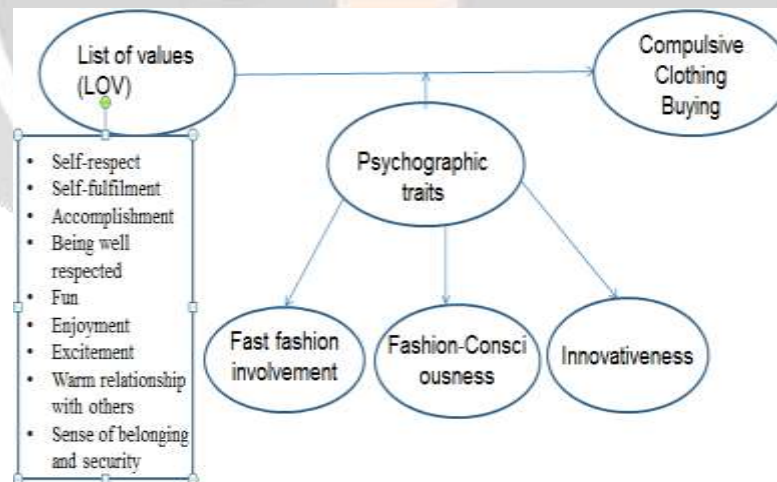 List of values
(LOV)
Compulsive
Clothing
Buying
Psychographic
traits
• Self-respect
• Self-fulfilment
• Accomplishment
• Being well
respected
• Fun
• Enjoyment
• Excitement
• Warm relationship
with others
• Sense of belonging
and security
Fast fashion
involvement
Fashion-Consci
ousness
Innovativeness